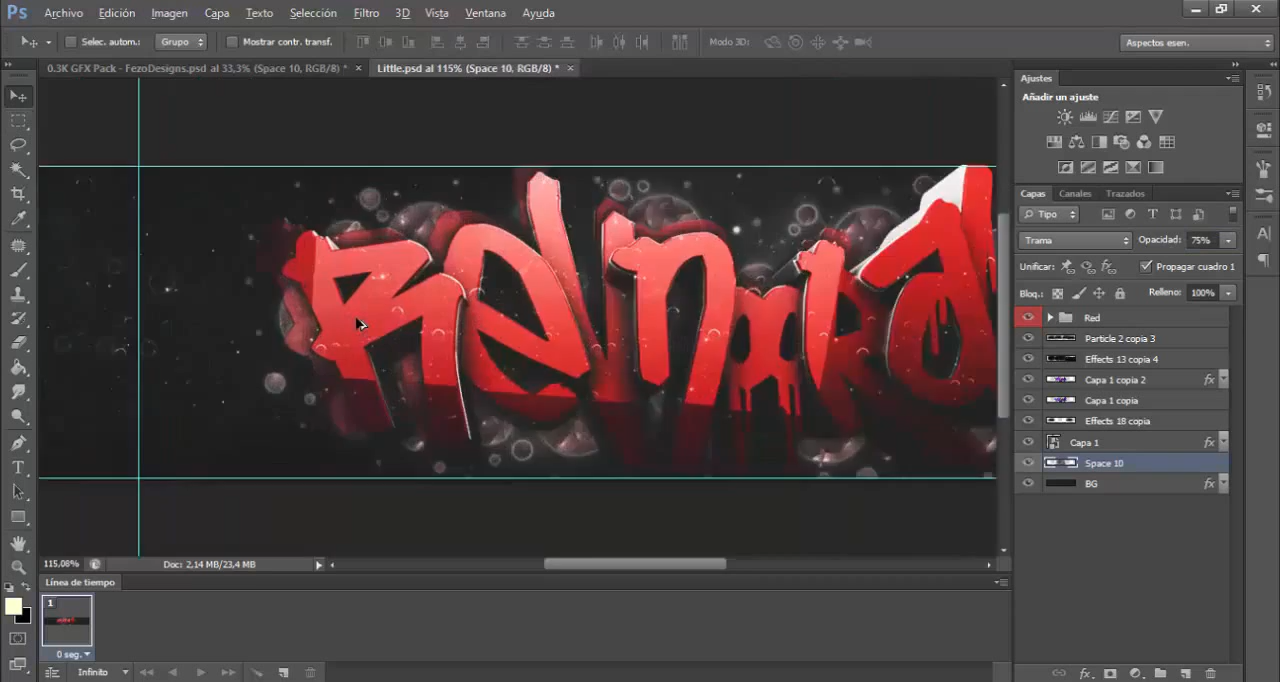 Ps Archivo Edición Imagen Capa Texto Selección Filtro 3D Vista Ventana Ayuda
Selec. autom.: Grupo Mostrar contr. transf. Modo 3D: Aspectos esen.
0.3K GFX Pack - FezoDesigns.psd al 33,3% (Space 10, RGB/8) * × Little.psd al 115% (Space 10, RGB/8) * ×
Ajustes
Añadir un ajuste
Capas Canales Trazados
Tipo
Trama Opacidad: 75%
Unificar: Propagar cuadro 1
Bloq.: Relleno: 100%
Red
Particle 2 copia 3
Effects 13 copia 4
Capa 1 copia 2 fx
Capa 1 copia
Effects 18 copia
Capa 1 fx
Space 10
BG fx
115,08% Doc: 2,14 MB/23,4 MB
Línea de tiempo
1
0 seg.
Infinito